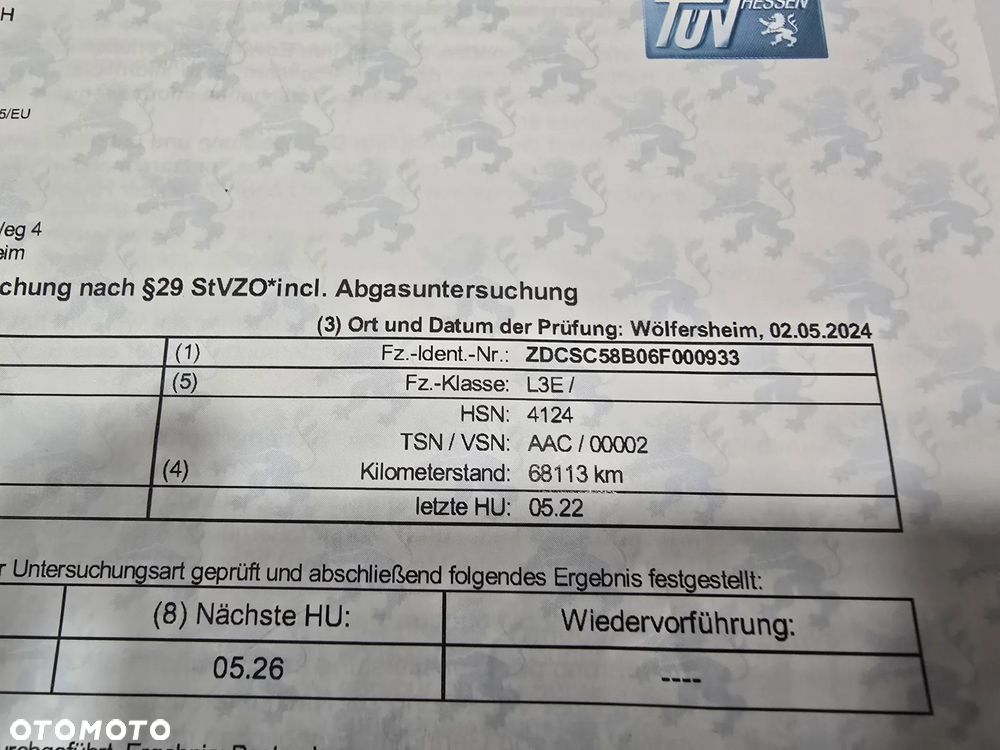 H
TÜV HESSEN
5/EU
eg 4
eim
chung nach §29 StVZO*incl. Abgasuntersuchung
(3) Ort und Datum der Prüfung: Wölfersheim, 02.05.2024
(1) Fz.-Ident.-Nr.: ZDCSC58B06F000933
(5) Fz.-Klasse: L3E /
HSN: 4124
TSN / VSN: AAC / 00002
(4) Kilometerstand: 68113 km
letzte HU: 05.22
r Untersuchungsart geprüft und abschließend folgendes Ergebnis festgestellt:
(8) Nächste HU: Wiedervorführung:
05.26 ----
OTOMOTO